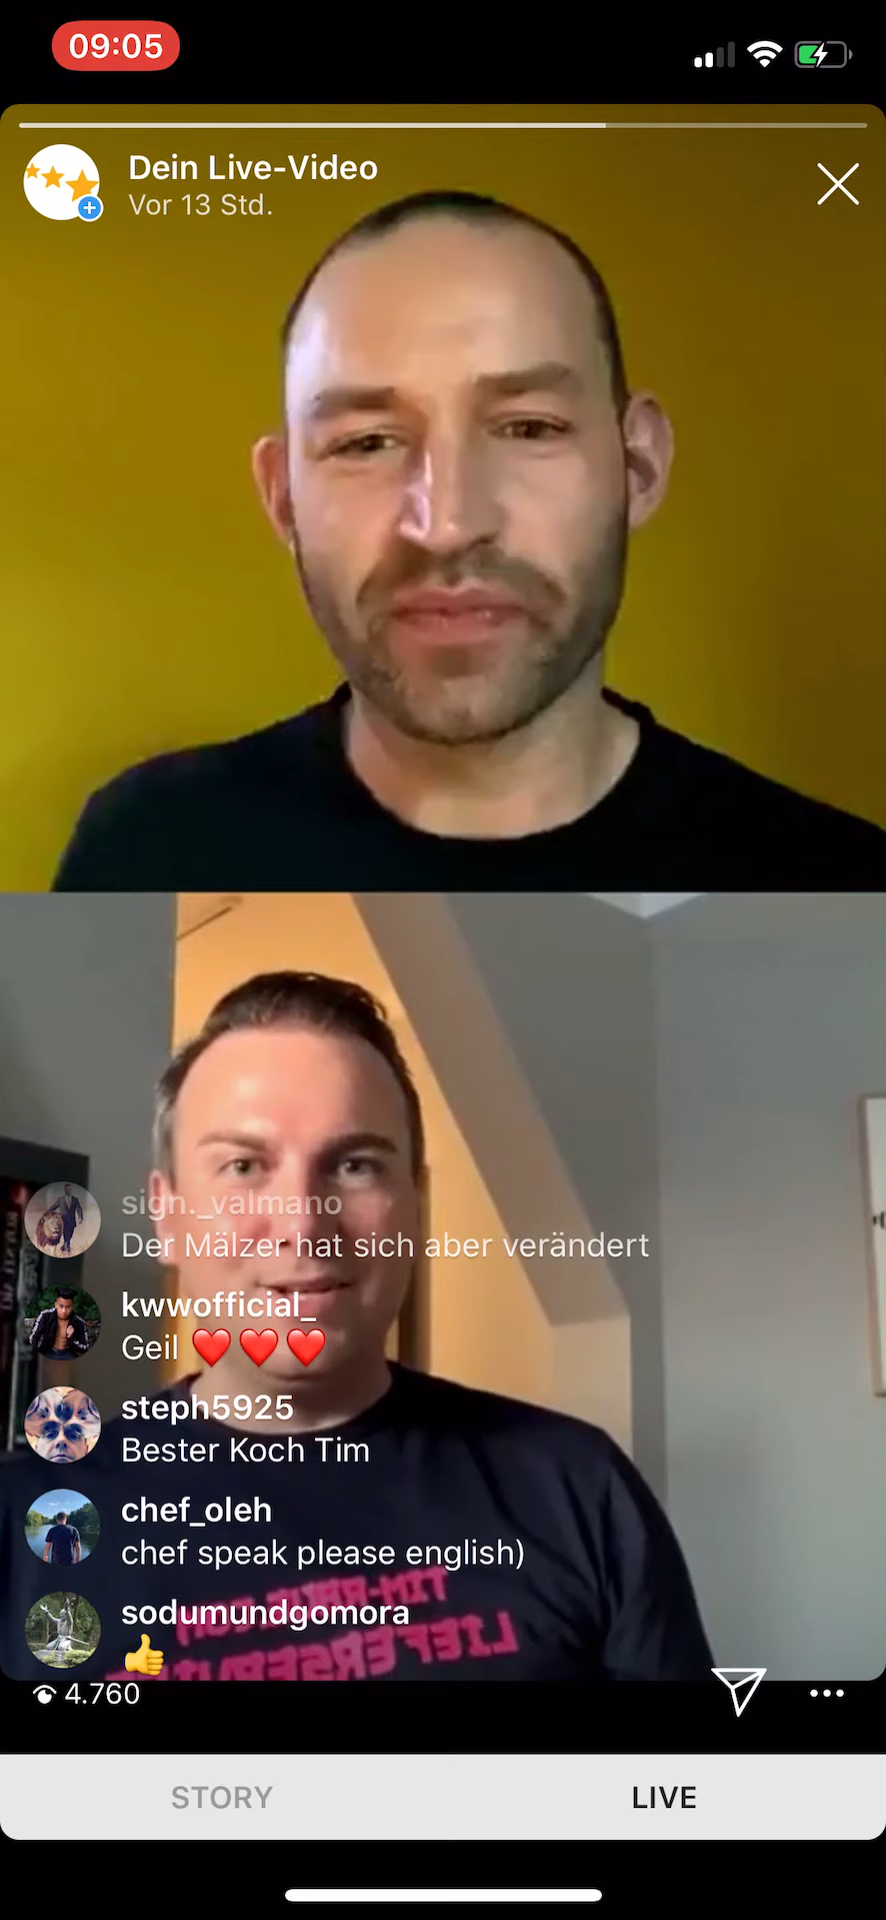 09:05
Dein Live-Video
Vor 13 Std.
sign._valmano
Der Mälzer hat sich aber verändert
kwwofficial_
Geil ❤️❤️❤️
steph5925
Bester Koch Tim
chef_oleh
chef speak please english)
sodumundgomora
👍
4.760
STORY
LIVE